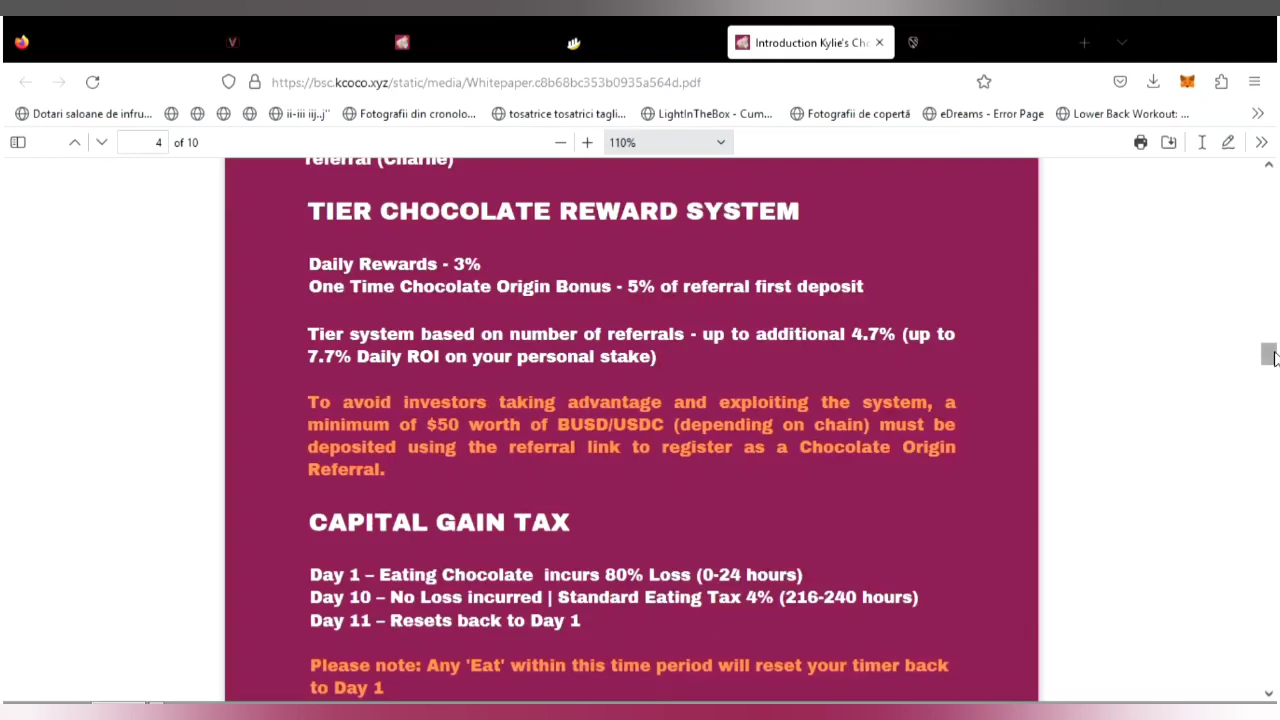 Introduction Kylie's Cho
https://bsc.kcoco.xyz/static/media/Whitepaper.c8b68bc353b0935a564d.pdf
Dotari saloane de infru... ii-iii iij..j'' Fotografii din cronolo... tosatrice tosatrici tagli... LightInTheBox - Cum... Fotografii de copertă eDreams - Error Page Lower Back Workout: ...
4 of 10 110%
referral (Charlie)
TIER CHOCOLATE REWARD SYSTEM
Daily Rewards - 3%
One Time Chocolate Origin Bonus - 5% of referral first deposit
Tier system based on number of referrals - up to additional 4.7% (up to
7.7% Daily ROI on your personal stake)
To avoid investors taking advantage and exploiting the system, a
minimum of $50 worth of BUSD/USDC (depending on chain) must be
deposited using the referral link to register as a Chocolate Origin
Referral.
CAPITAL GAIN TAX
Day 1 – Eating Chocolate incurs 80% Loss (0-24 hours)
Day 10 – No Loss incurred | Standard Eating Tax 4% (216-240 hours)
Day 11 – Resets back to Day 1
Please note: Any 'Eat' within this time period will reset your timer back
to Day 1